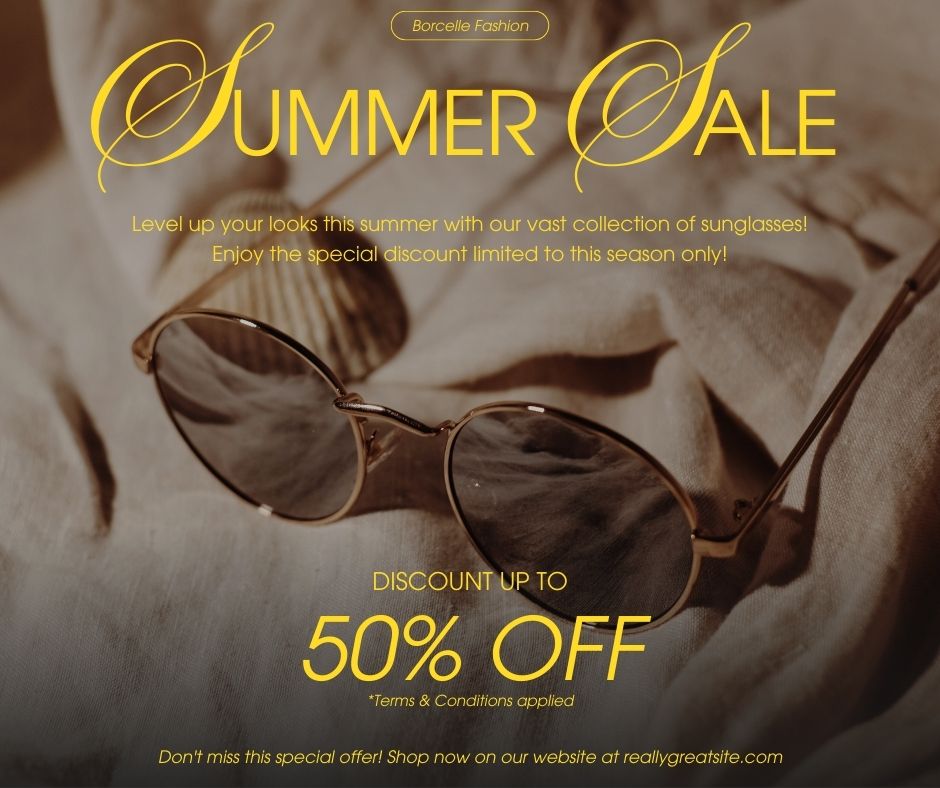 Borcelle Fashion
SUMMER SALE
Level up your looks this summer with our vast collection of sunglasses!
Enjoy the special discount limited to this season only!
DISCOUNT UP TO
50% OFF
*Terms & Conditions applied
Don't miss this special offer! Shop now on our website at reallygreatsite.com